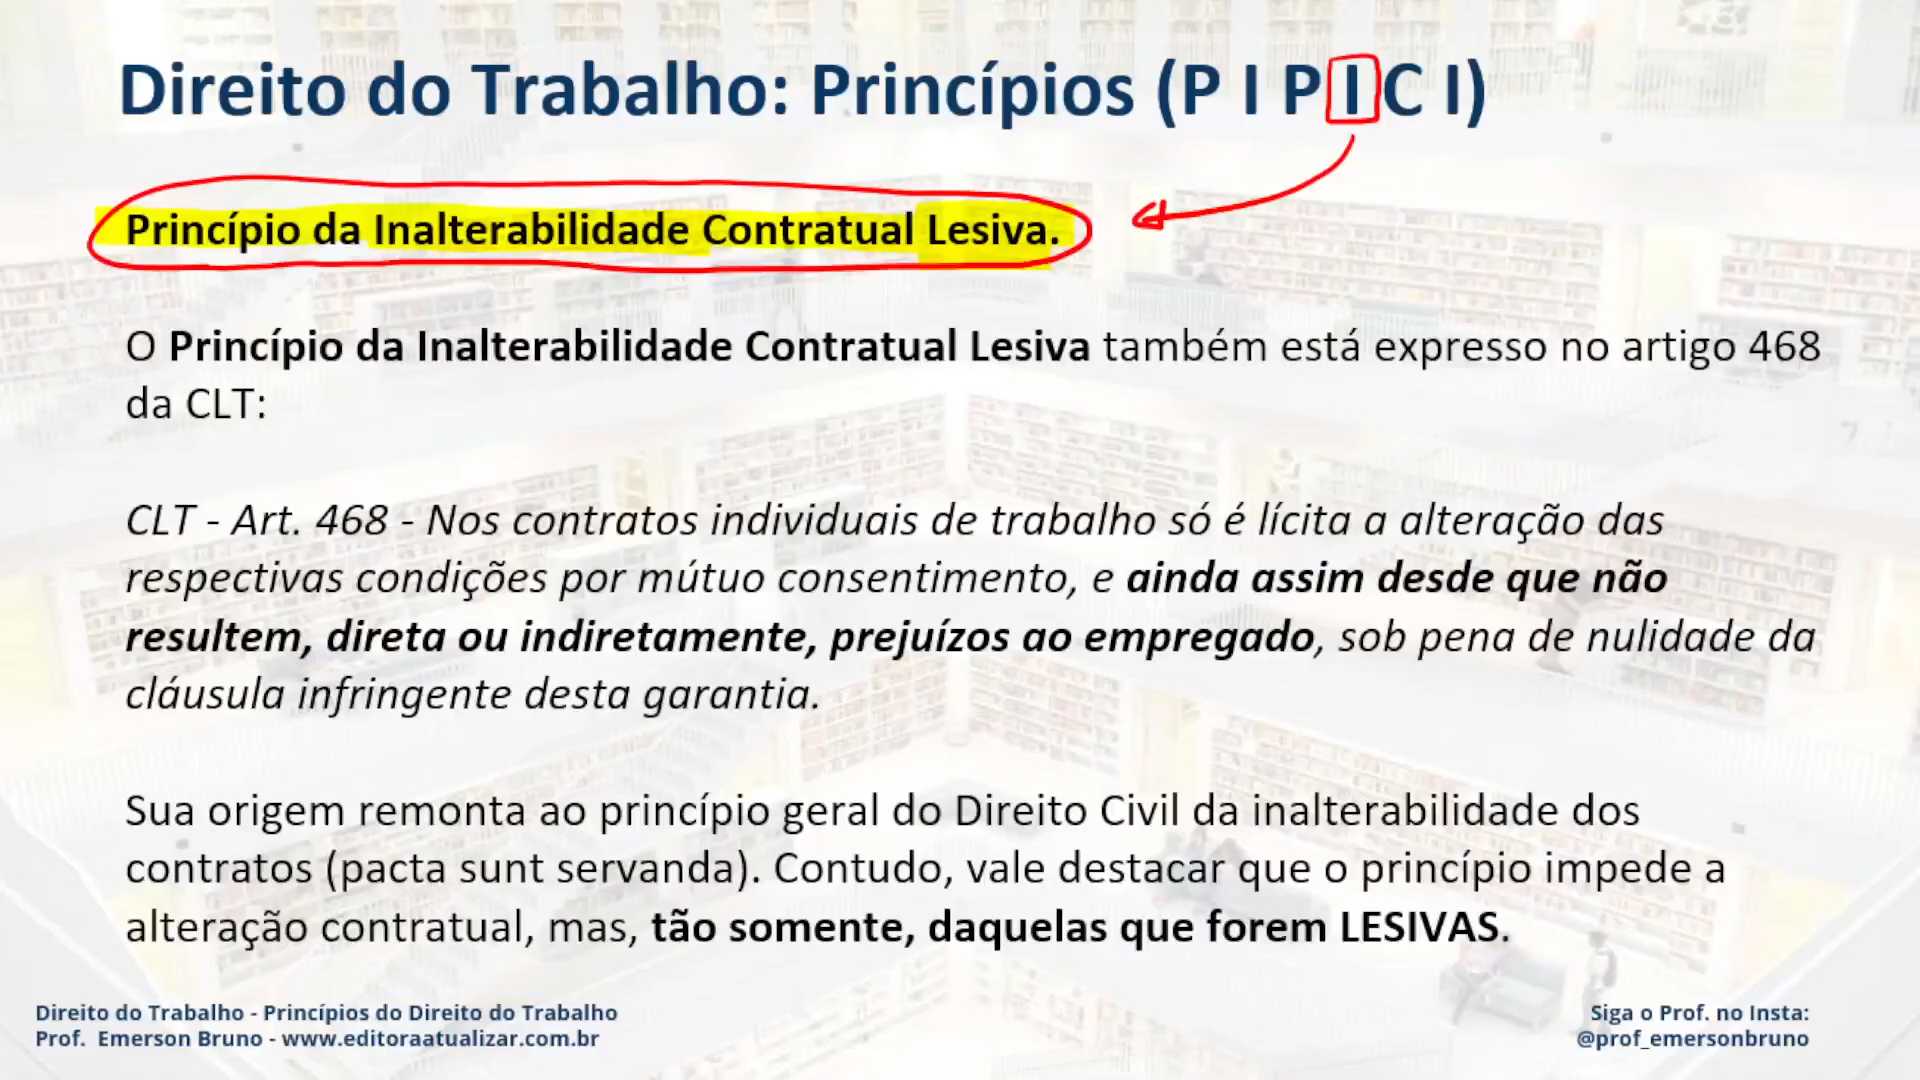 Direito do Trabalho: Princípios (P I P I C I)
Princípio da Inalterabilidade Contratual Lesiva.
O Princípio da Inalterabilidade Contratual Lesiva também está expresso no artigo 468
da CLT:
CLT - Art. 468 - Nos contratos individuais de trabalho só é lícita a alteração das
respectivas condições por mútuo consentimento, e ainda assim desde que não
resultem, direta ou indiretamente, prejuízos ao empregado, sob pena de nulidade da
cláusula infringente desta garantia.
Sua origem remonta ao princípio geral do Direito Civil da inalterabilidade dos
contratos (pacta sunt servanda). Contudo, vale destacar que o princípio impede a
alteração contratual, mas, tão somente, daquelas que forem LESIVAS.
Direito do Trabalho - Princípios do Direito do Trabalho
Prof. Emerson Bruno - www.editoraatualizar.com.br
Siga o Prof. no Insta:
@prof_emersonbruno